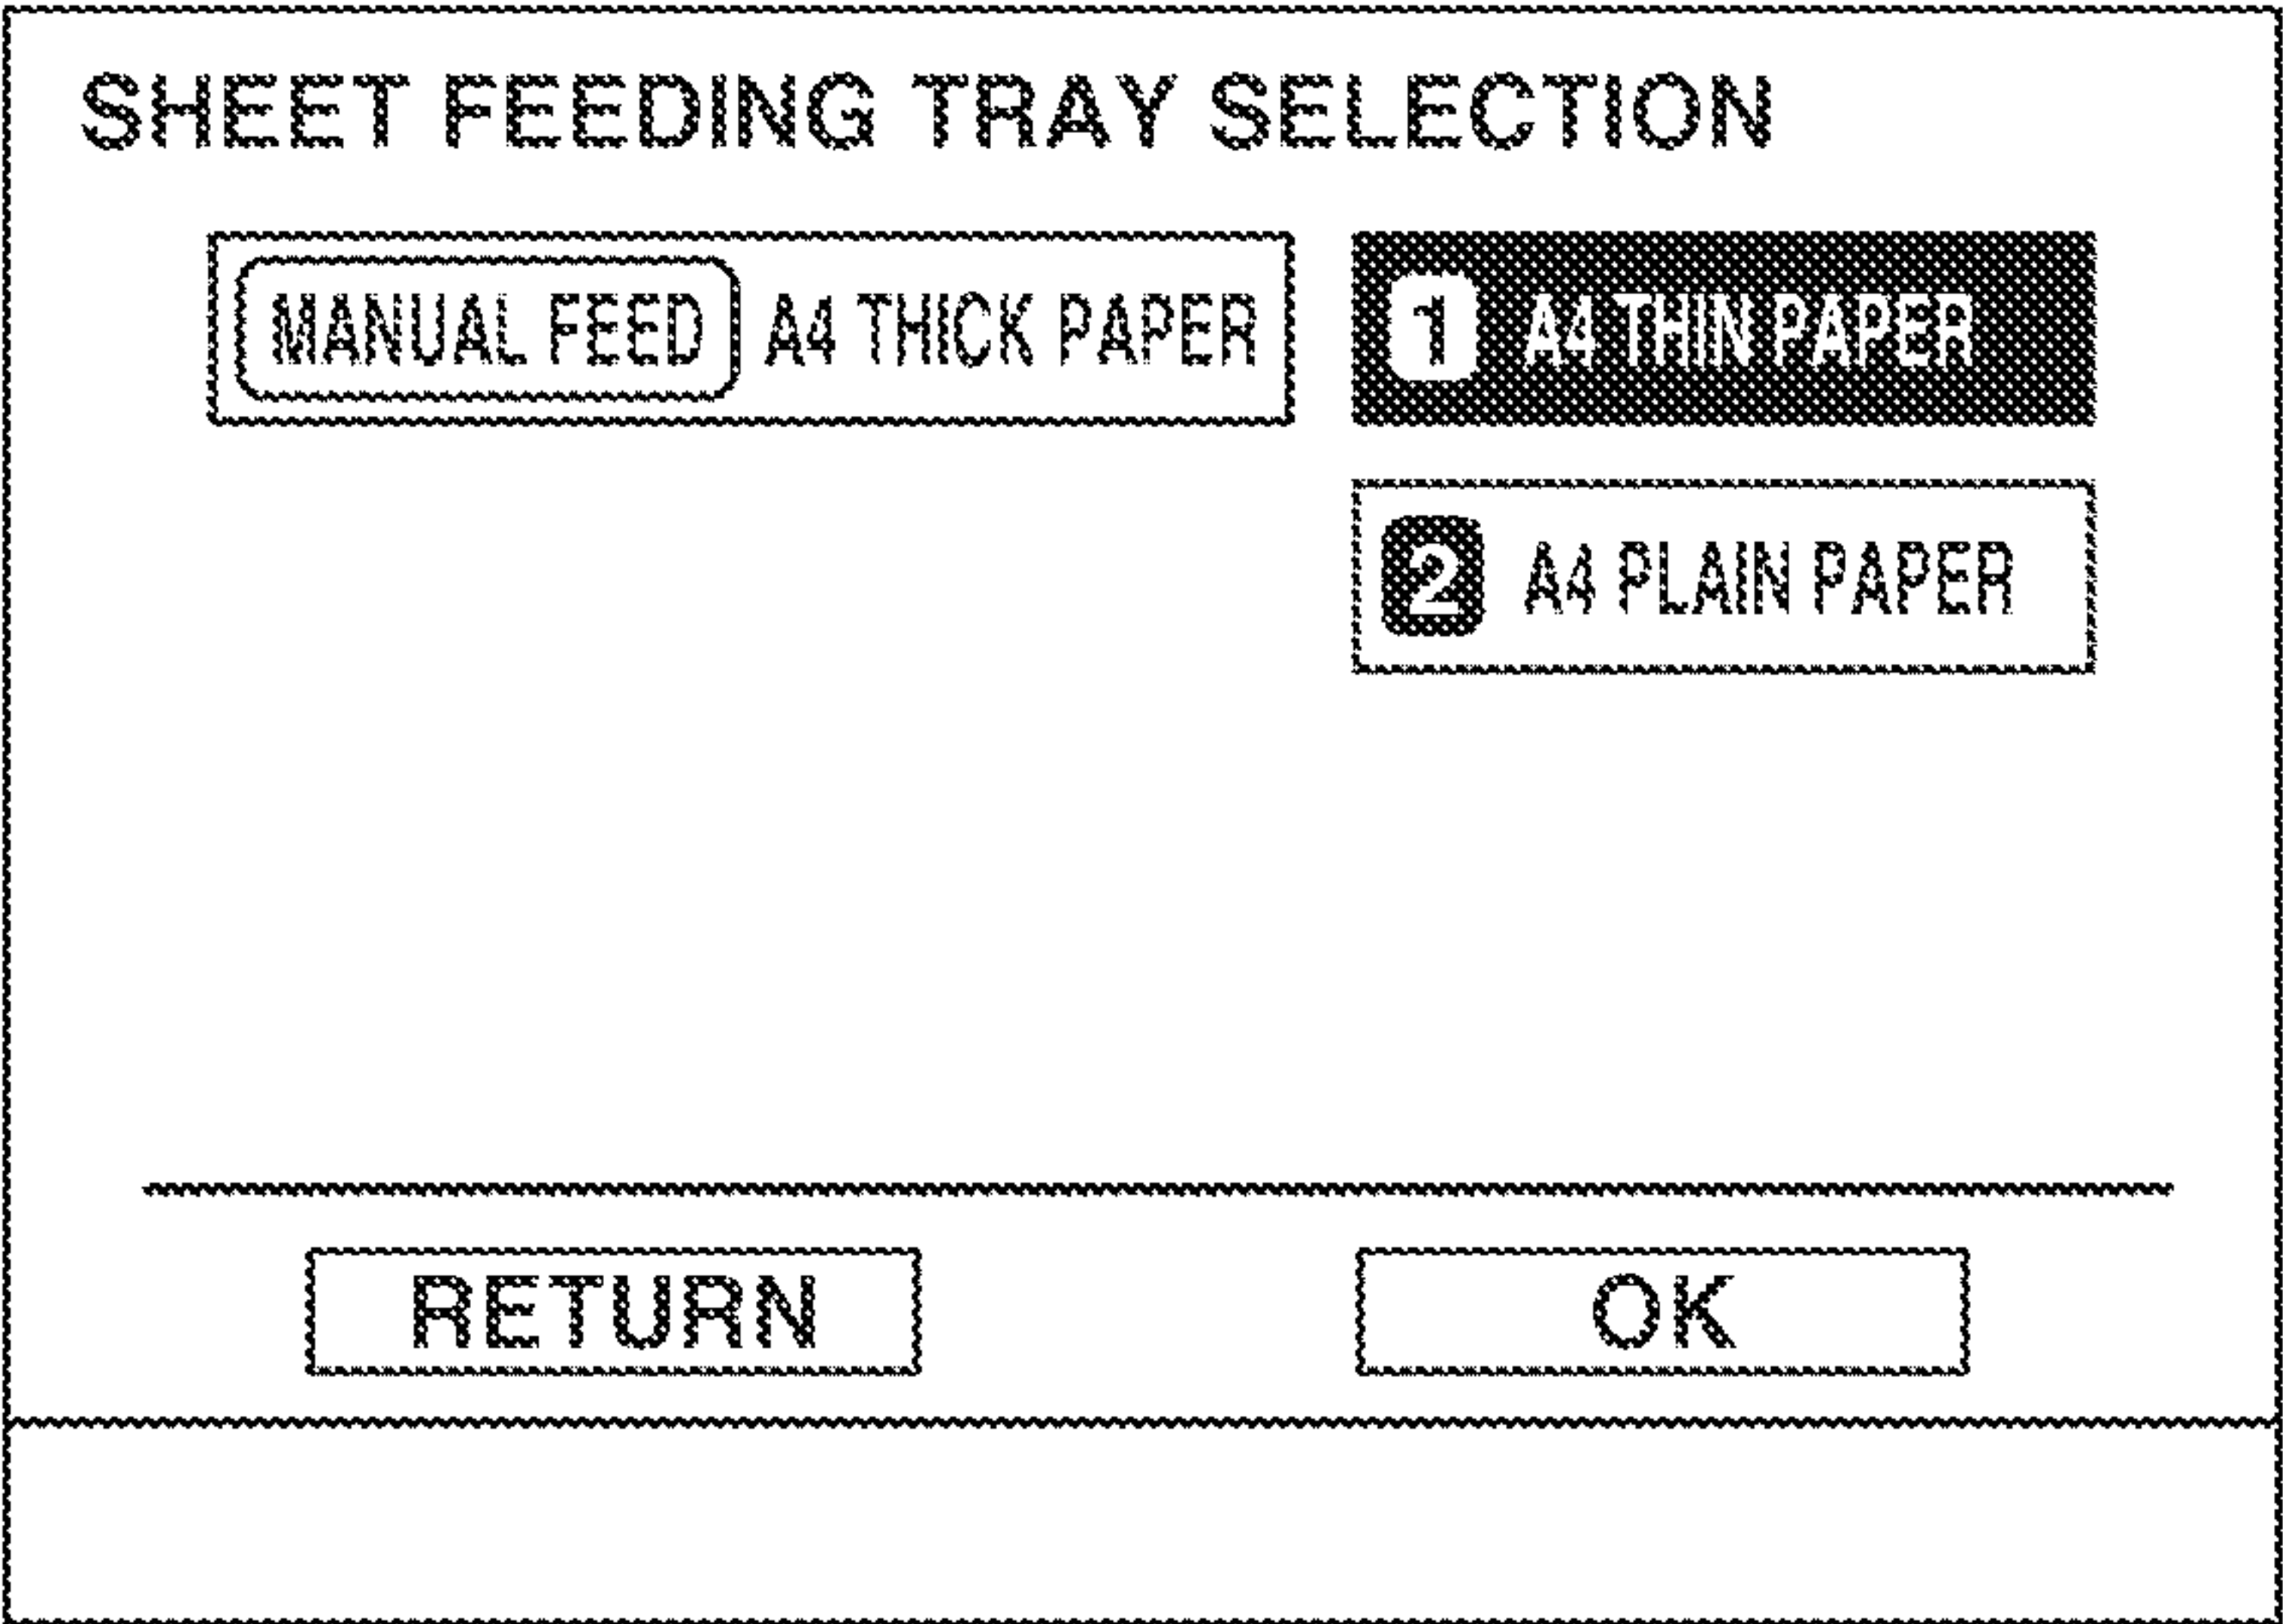 SHEET FEEDING TRAY SELECTION
MANUAL FEED A4 THICK PAPER
1 A4 THIN PAPER
2 A4 PLAIN PAPER
RETURN
OK